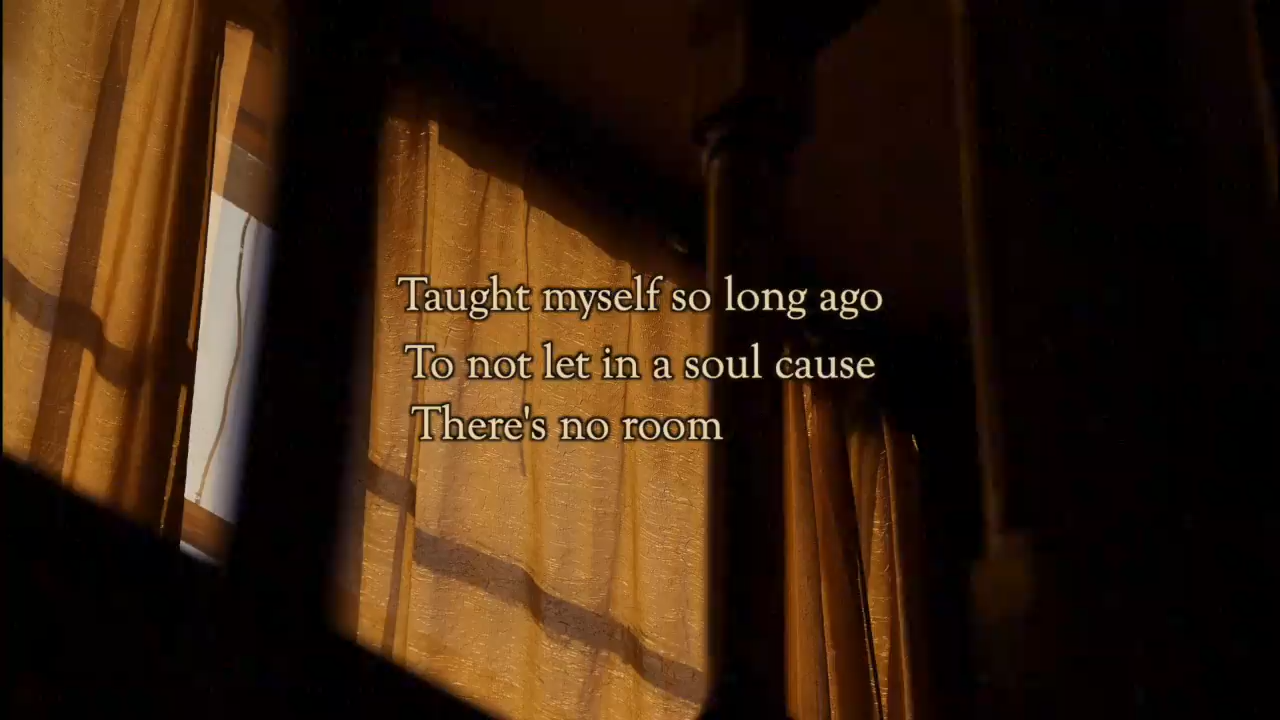 Taught myself so long ago
To not let in a soul cause
There's no room